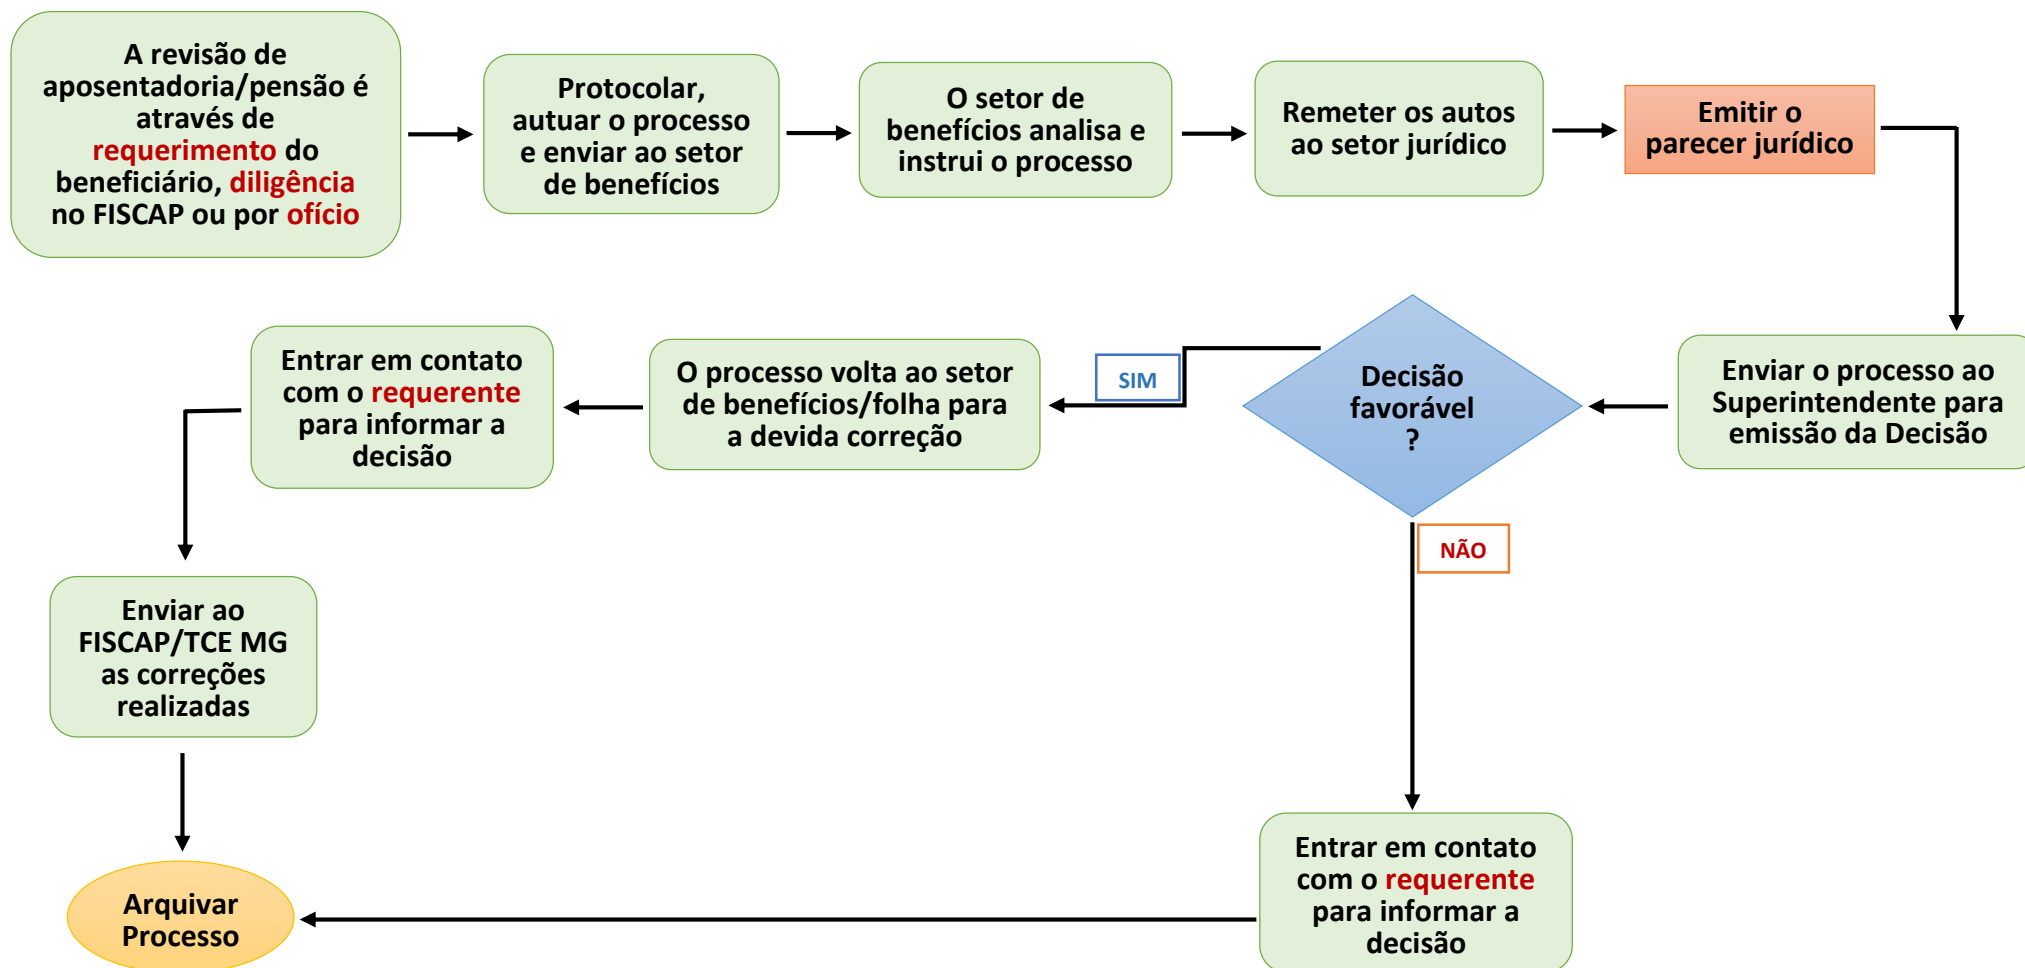 A revisão de
aposentadoria/pensão é
através de
requerimento do
beneficiário, diligência
no FISCAP ou por ofício
Protocolar,
autuar o processo
e enviar ao setor
de benefícios
O setor de
benefícios analisa e
instrui o processo
Remeter os autos
ao setor jurídico
Emitir o
parecer jurídico
Enviar o processo ao
Superintendente para
emissão da Decisão
Decisão
favorável
?
SIM
O processo volta ao setor
de benefícios/folha para
a devida correção
Entrar em contato
com o requerente
para informar a
decisão
Enviar ao
FISCAP/TCE MG
as correções
realizadas
NÃO
Entrar em contato
com o requerente
para informar a
decisão
Arquivar
Processo